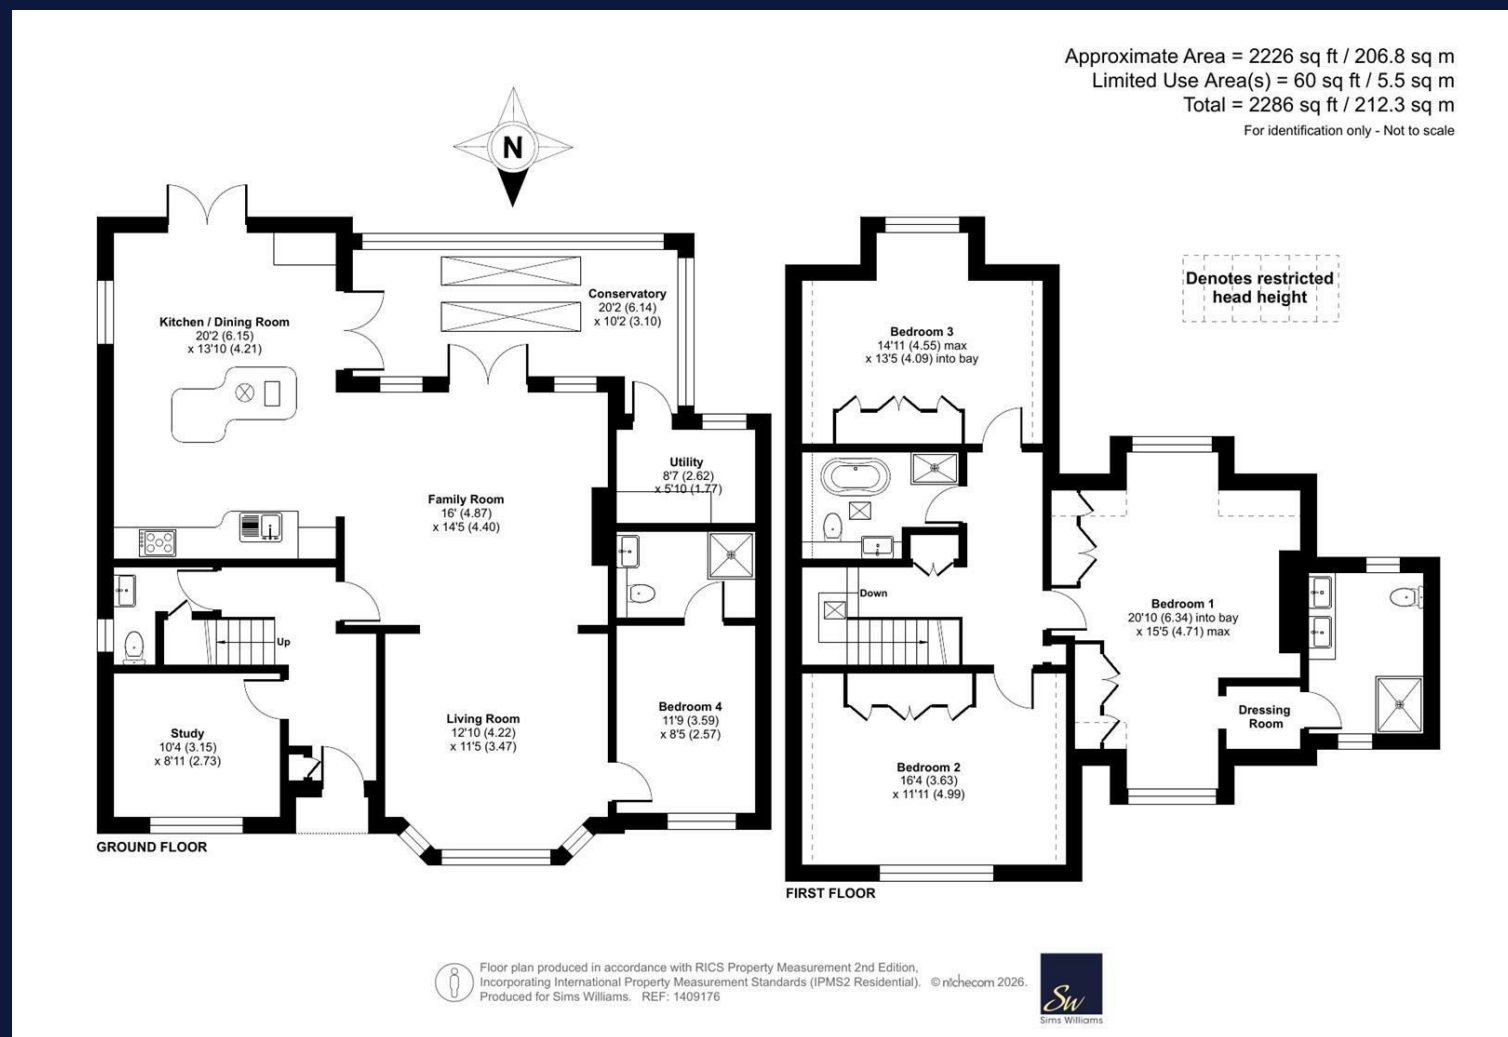 Approximate Area = 2226 sq ft / 206.8 sq m
Limited Use Area(s) = 60 sq ft / 5.5 sq m
Total = 2286 sq ft / 212.3 sq m
For identification only - Not to scale
N
Denotes restricted
head height
Kitchen / Dining Room
20'2 (6.15)
x 13'10 (4.21)
Conservatory
20'2 (6.14)
x 10'2 (3.10)
Utility
8'7 (2.62)
x 5'10 (1.77)
Family Room
16' (4.87)
x 14'5 (4.40)
Up
Study
10'4 (3.15)
x 8'11 (2.73)
Living Room
12'10 (4.22)
x 11'5 (3.47)
Bedroom 4
11'9 (3.59)
x 8'5 (2.57)
GROUND FLOOR
Bedroom 3
14'11 (4.55) max
x 13'5 (4.09) into bay
Down
Bedroom 1
20'10 (6.34) into bay
x 15'5 (4.71) max
Dressing
Room
Bedroom 2
16'4 (3.63)
x 11'11 (4.99)
FIRST FLOOR
Floor plan produced in accordance with RICS Property Measurement 2nd Edition,
Incorporating International Property Measurement Standards (IPMS2 Residential). © nichecom 2026.
Produced for Sims Williams. REF: 1409176
SW
Sims Williams